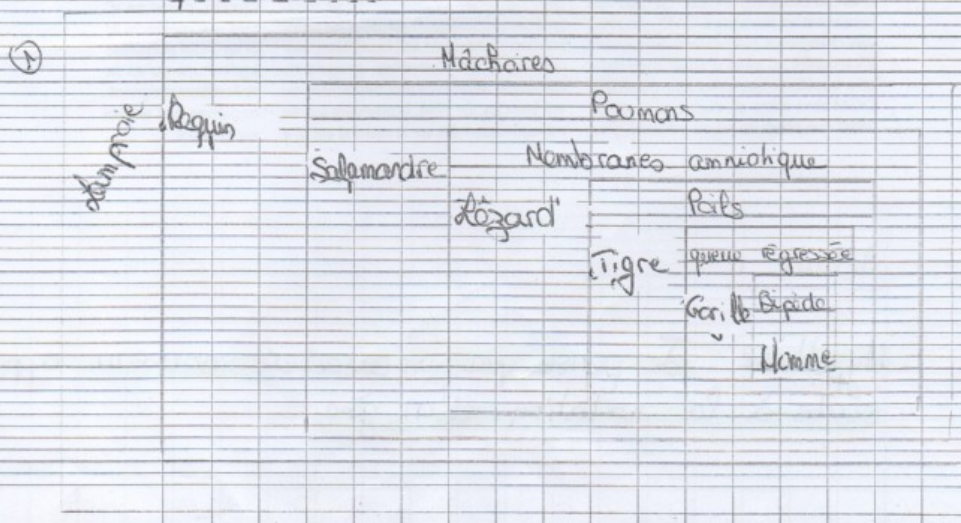 1
Mâchoires
Poumons
Lamproie
Requin
Membranes amniotique
Salamandre
Poils
Lézard
queue régressée
Tigre
Gorille
Bipède
Homme